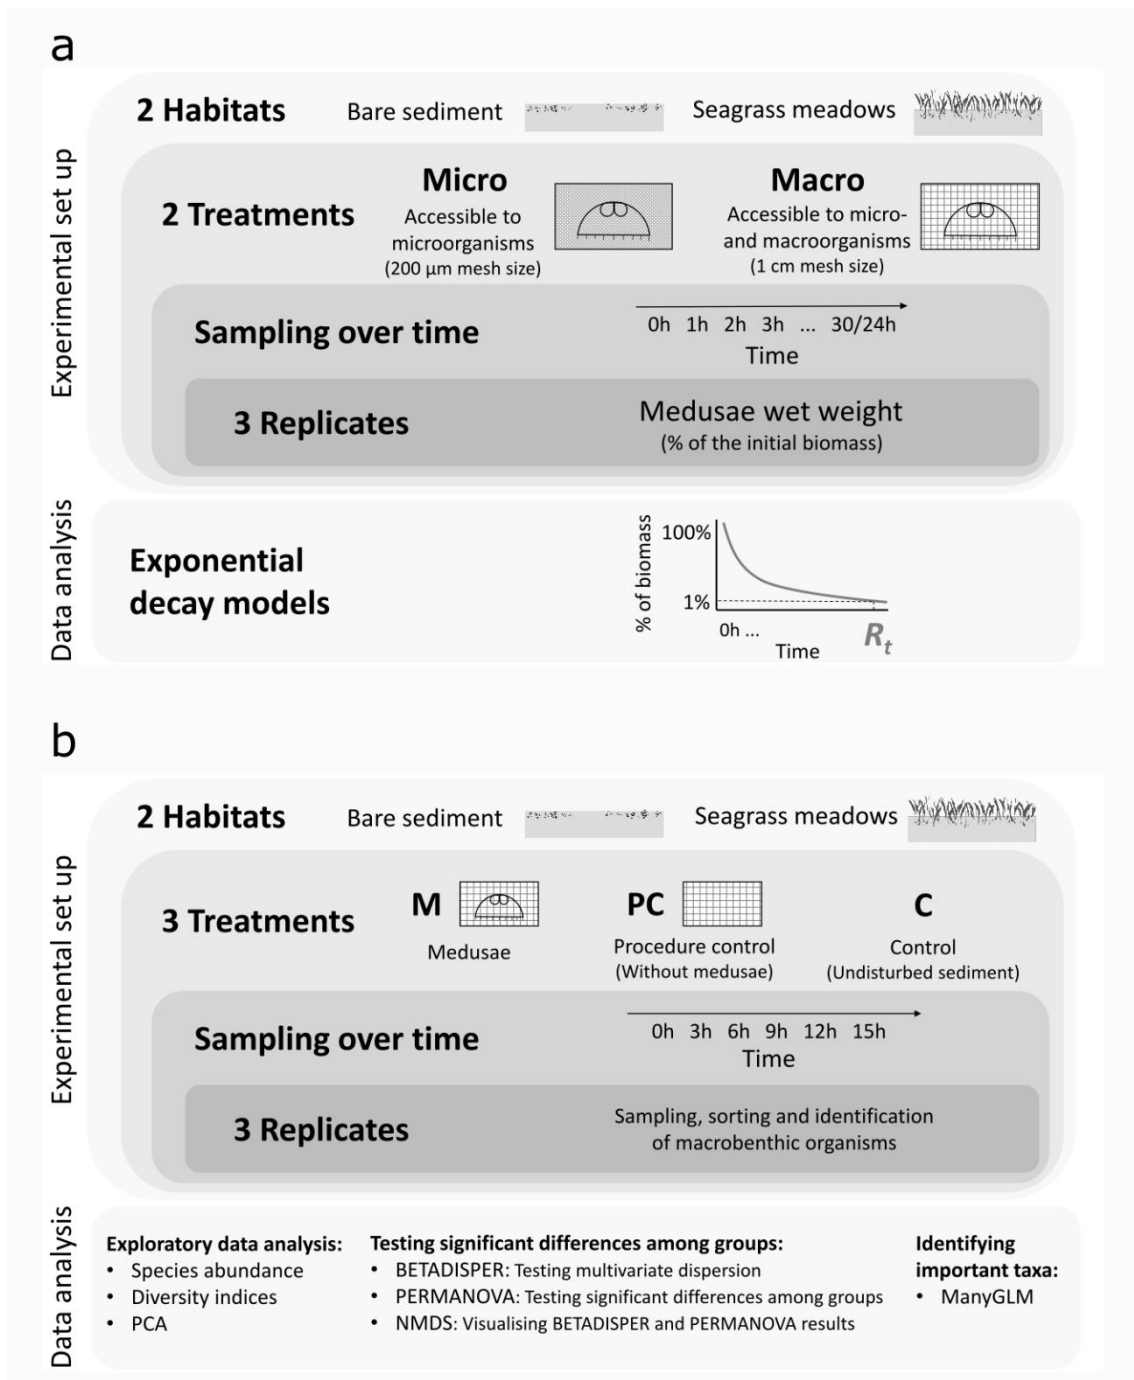 a
Experimental set up
2 Habitats
Bare sediment
Seagrass meadows
2 Treatments
Micro
Accessible to
microorganisms
(200 μm mesh size)
Macro
Accessible to micro-
and macroorganisms
(1 cm mesh size)
Sampling over time
0h 1h 2h 3h ... 30/24h
Time
3 Replicates
Medusae wet weight
(% of the initial biomass)
Data analysis
Exponential
decay models
% of biomass
100%
1%
0h ...
Time
Rt
b
Experimental set up
2 Habitats
Bare sediment
Seagrass meadows
3 Treatments
M
Medusae
PC
Procedure control
(Without medusae)
C
Control
(Undisturbed sediment)
Sampling over time
0h 3h 6h 9h 12h 15h
Time
3 Replicates
Sampling, sorting and identification
of macrobenthic organisms
Data analysis
Exploratory data analysis:
• Species abundance
• Diversity indices
• PCA
Testing significant differences among groups:
• BETADISPER: Testing multivariate dispersion
• PERMANOVA: Testing significant differences among groups
• NMDS: Visualising BETADISPER and PERMANOVA results
Identifying
important taxa:
• ManyGLM